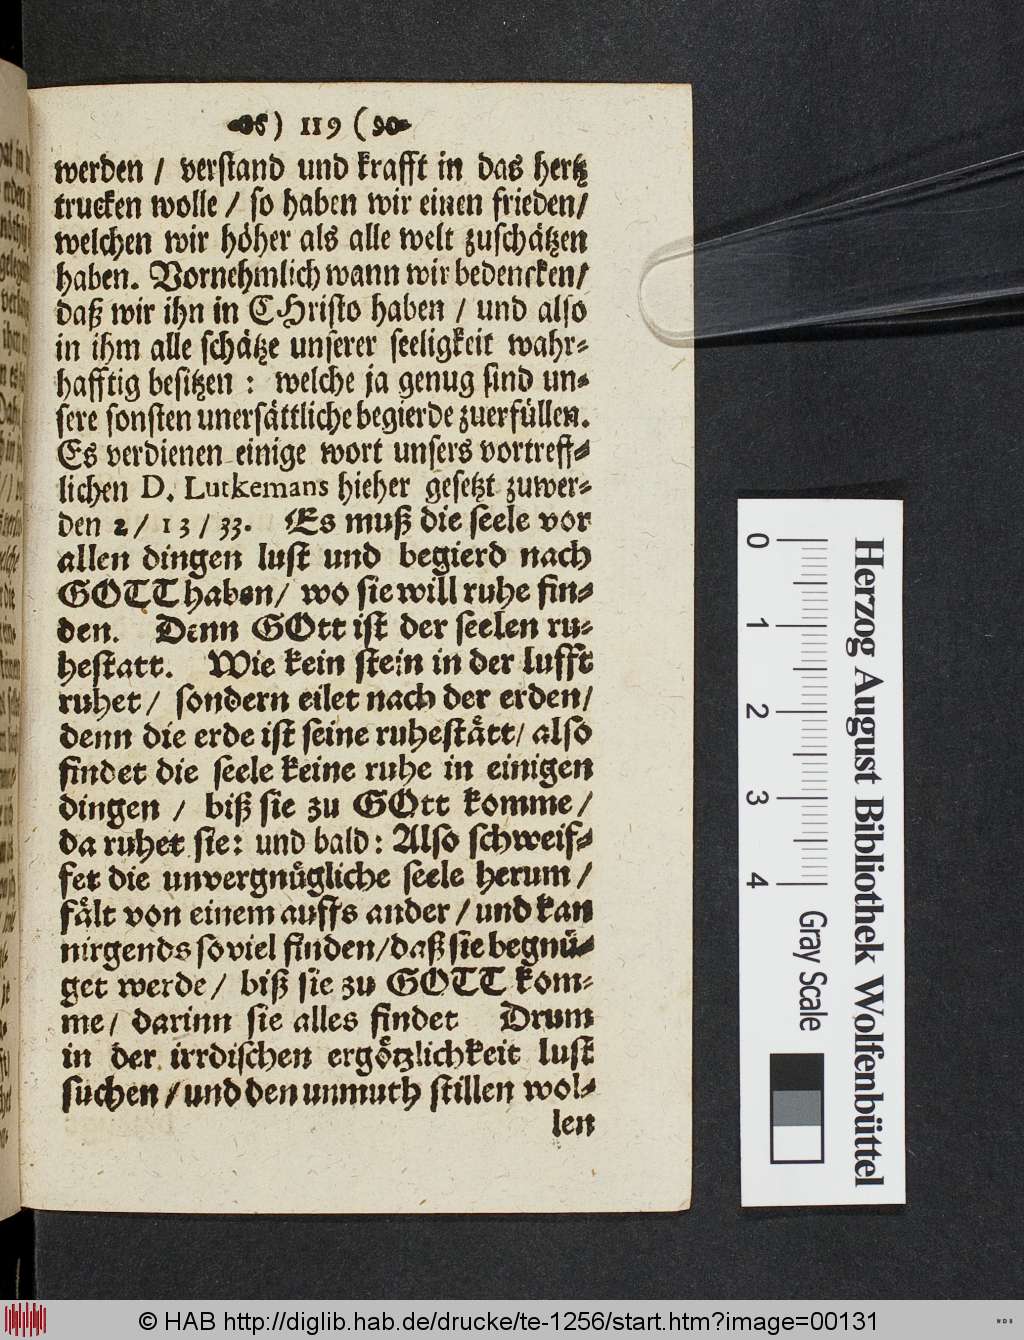 ) 119 (
werden / verstand und krafft in das hertz
trucken wolle / so haben wir einen frieden/
welchen wir höher als alle welt zuschätzen
haben. Vornehmlich wann wir bedencken/
daß wir ihn in CHristo haben / und also
in ihm alle schätze unserer seeligkeit wahr-
hafftig besitzen : welche ja genug sind un-
sere sonsten unersättliche begierde zuerfüllen.
Es verdienen einige wort unsers vortreff-
lichen D. Lutkemans hieher gesetzt zuwer-
den 2 / 13 / 33. Es muß die seele vor
allen dingen lust und begierd nach
GOTT haben/ wo sie will ruhe fin-
den. Denn GOtt ist der seelen ru-
hestatt. Wie kein stein in der lufft
ruhet / sondern eilet nach der erden/
denn die erde ist seine ruhestätt/ also
findet die seele keine ruhe in einigen
dingen / biß sie zu GOtt komme /
da ruhet sie: und bald: Also schweif-
fet die unvergnügliche seele herum /
fält von einem auffs ander / und kan
nirgends so viel finden/daß sie begnü-
get werde / biß sie zu GOTT kom-
me/ darinn sie alles findet Drum
in der irrdischen ergötzlichkeit lust
suchen / und den unmuth stillen wol-
len
0 1 2 3 4 Gray Scale
Herzog August Bibliothek Wolfenbüttel
© HAB http://diglib.hab.de/drucke/te-1256/start.htm?image=00131